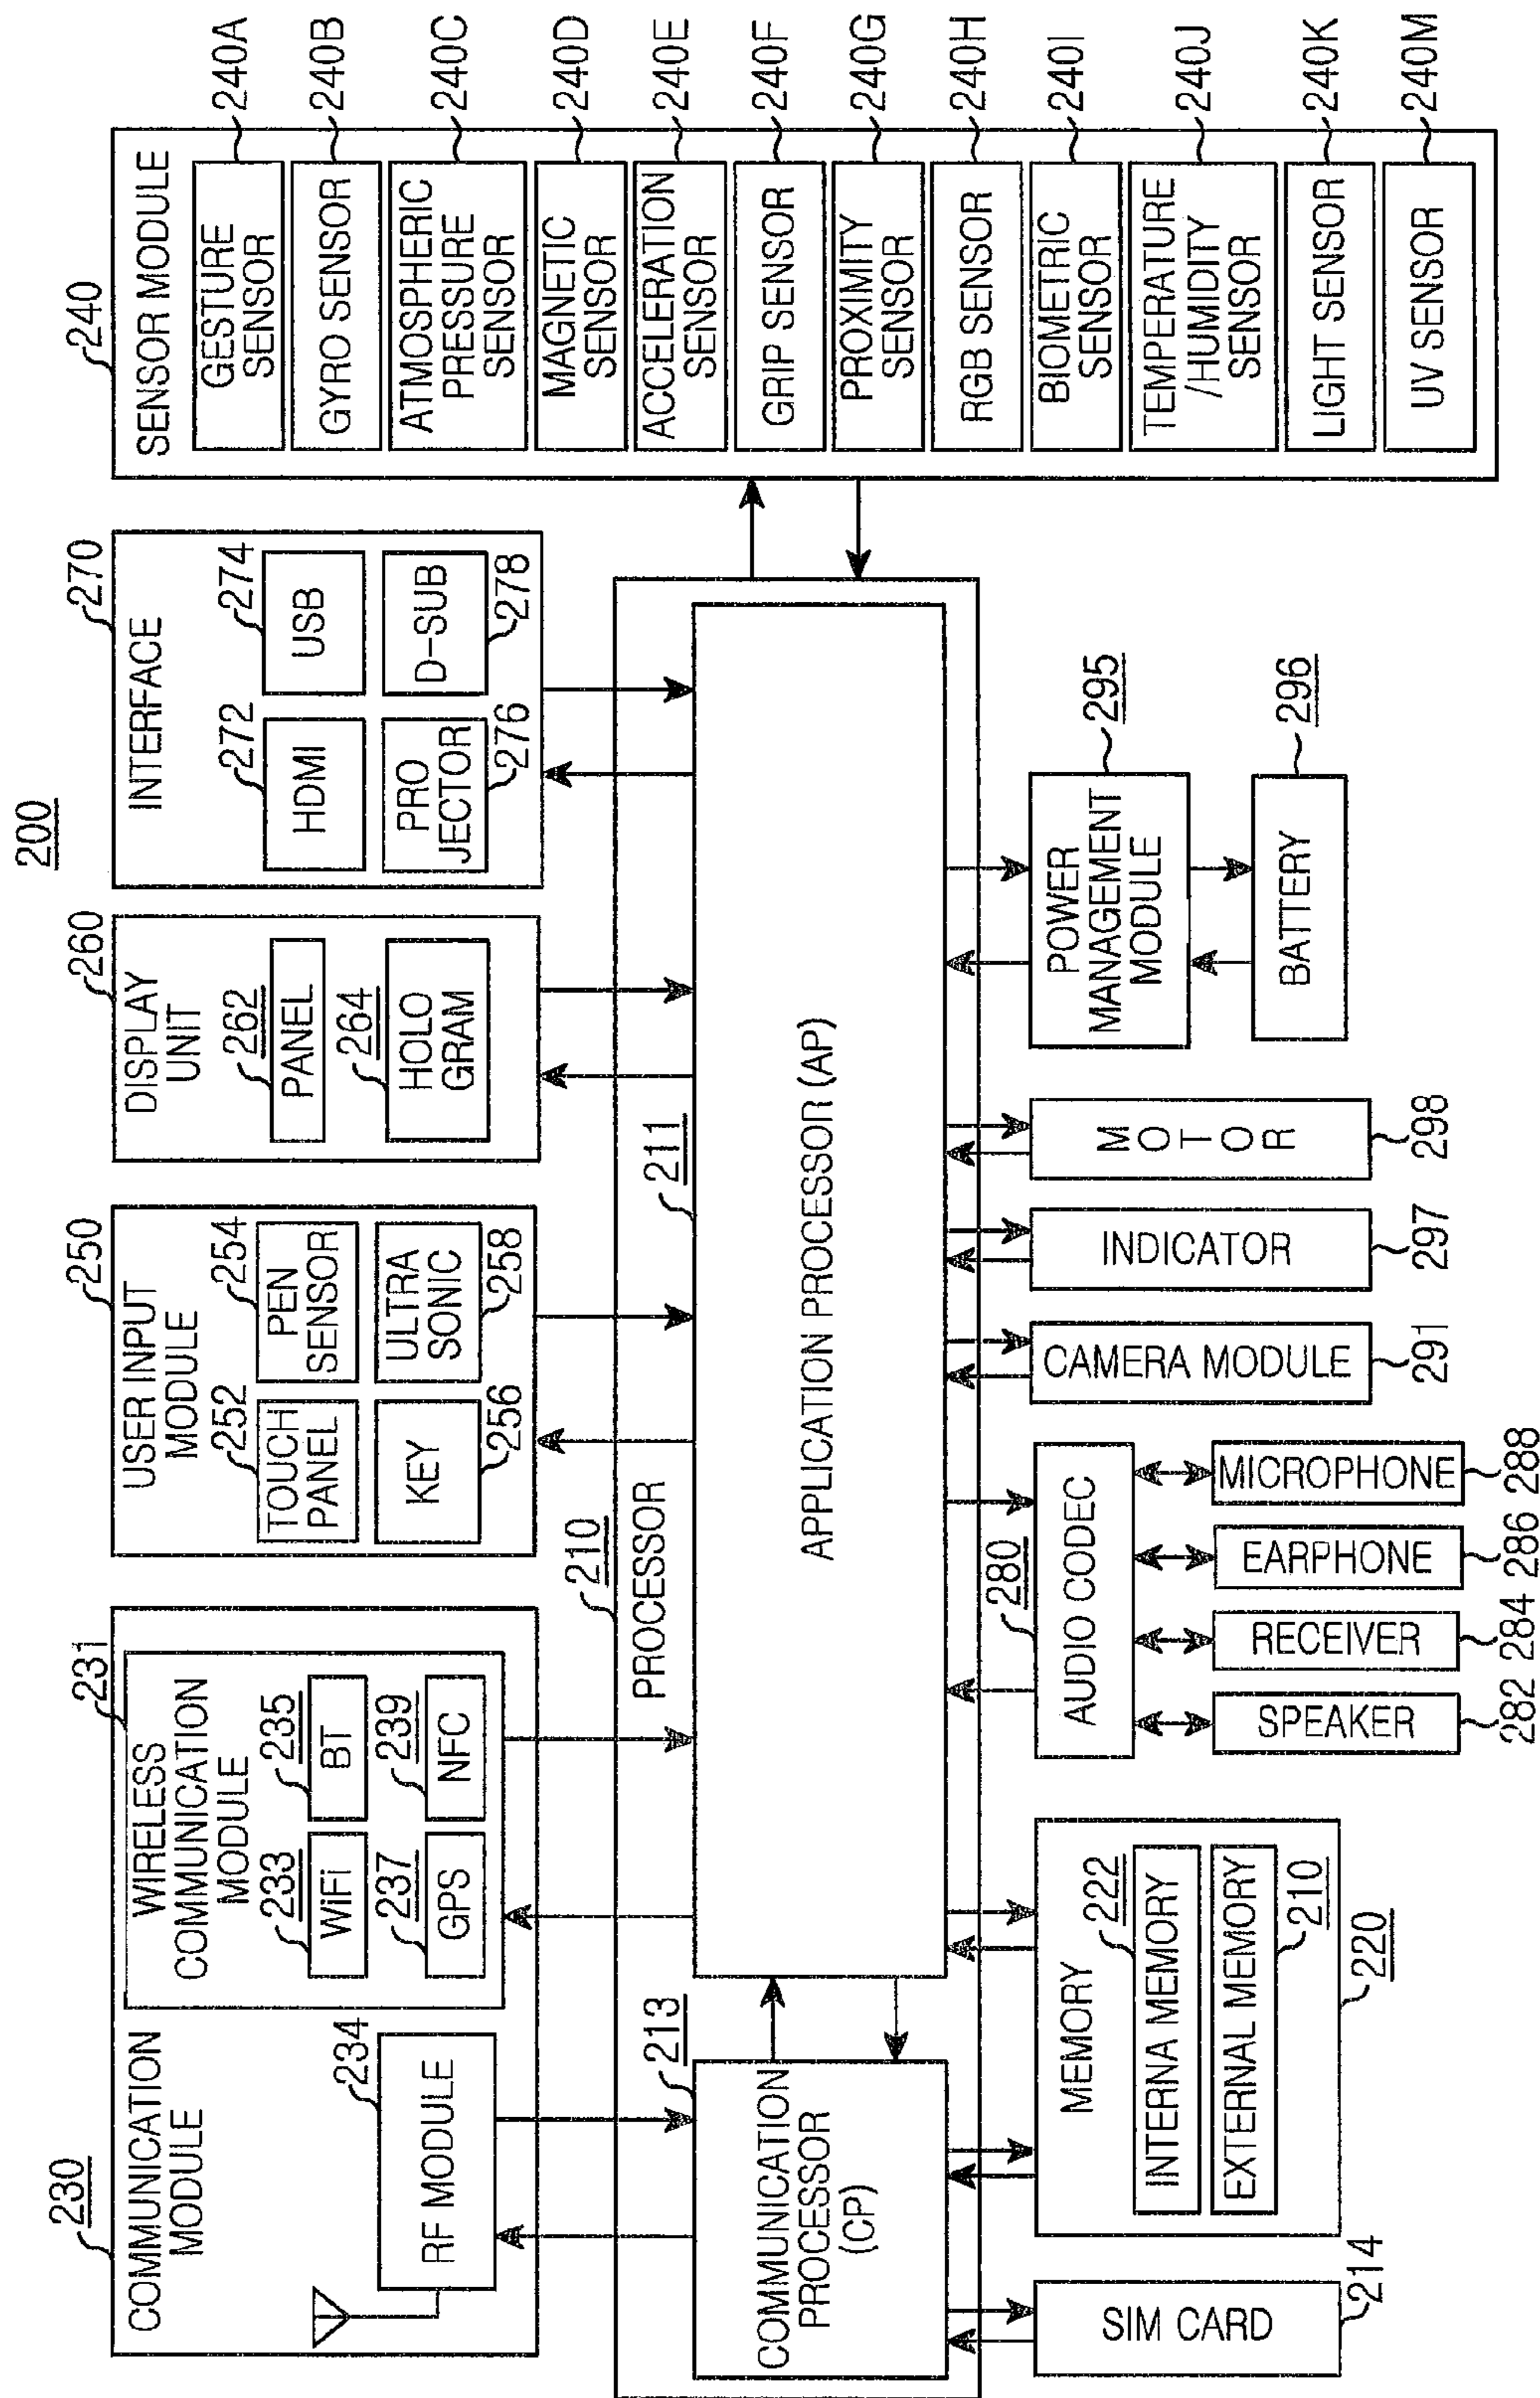 200
230
COMMUNICATION
MODULE
234
RF MODULE
231
WIRELESS
COMMUNICATION
MODULE
233
WiFi
235
BT
237
GPS
239
NFC
250
USER INPUT
MODULE
252
TOUCH
PANEL
254
PEN
SENSOR
KEY
256
ULTRA
SONIC
258
260
DISPLAY
UNIT
262
PANEL
264
HOLO
GRAM
270
INTERFACE
272
HDMI
274
USB
PRO
JECTOR
276
D-SUB
278
240
SENSOR MODULE
GESTURE
SENSOR
240A
GYRO SENSOR
240B
ATMOSPHERIC
PRESSURE
SENSOR
240C
MAGNETIC
SENSOR
240D
ACCELERATION
SENSOR
240E
GRIP SENSOR
240F
PROXIMITY
SENSOR
240G
RGB SENSOR
240H
BIOMETRIC
SENSOR
240I
TEMPERATURE
/HUMIDITY
SENSOR
240J
LIGHT SENSOR
240K
UV SENSOR
240M
210
PROCESSOR
213
COMMUNICATION
PROCESSOR
(CP)
211
APPLICATION PROCESSOR (AP)
SIM CARD
214
MEMORY
222
INTERNA MEMORY
EXTERNAL MEMORY
210
220
280
AUDIO CODEC
SPEAKER
282
RECEIVER
284
EARPHONE
286
MICROPHONE
288
CAMERA MODULE
291
INDICATOR
297
MOTOR
298
POWER
MANAGEMENT
MODULE
295
BATTERY
296